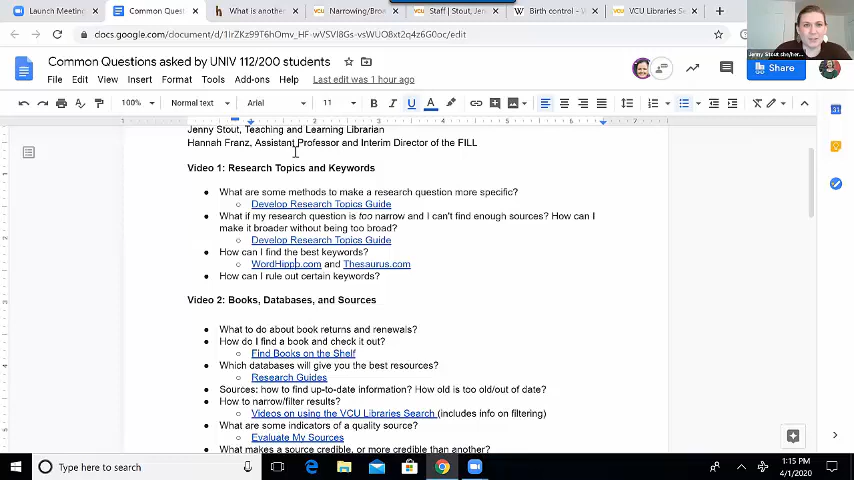 Launch Meeting
Common Quest
What is another
Narrowing/Bro
Staff | Stout, Jen
Birth control - W
VCU Libraries Se
docs.google.com/document/d/
/edit
Common Questions asked by UNIV 112/200 students
File Edit View Insert Format Tools Add-ons Help Last edit was 1 hour ago
Share
Jenny Stout she/her
100% Normal text Arial 11 B I U A
Jenny Stout, Teaching and Learning Librarian
Hannah Franz, Assistant Professor and Interim Director of the FILL
Video 1: Research Topics and Keywords
What are some methods to make a research question more specific?
Develop Research Topics Guide
What if my research question is too narrow and I can't find enough sources? How can I
make it broader without being too broad?
Develop Research Topics Guide
How can I find the best keywords?
WordHippo.com and Thesaurus.com
How can I rule out certain keywords?
Video 2: Books, Databases, and Sources
What to do about book returns and renewals?
How do I find a book and check it out?
Find Books on the Shelf
Which databases will give you the best resources?
Research Guides
Sources: how to find up-to-date information? How old is too old/out of date?
How to narrow/filter results?
Videos on using the VCU Libraries Search (includes info on filtering)
What are some indicators of a quality source?
Evaluate My Sources
What makes a source credible, or more credible than another?
Type here to search
1:15 PM
4/1/2020